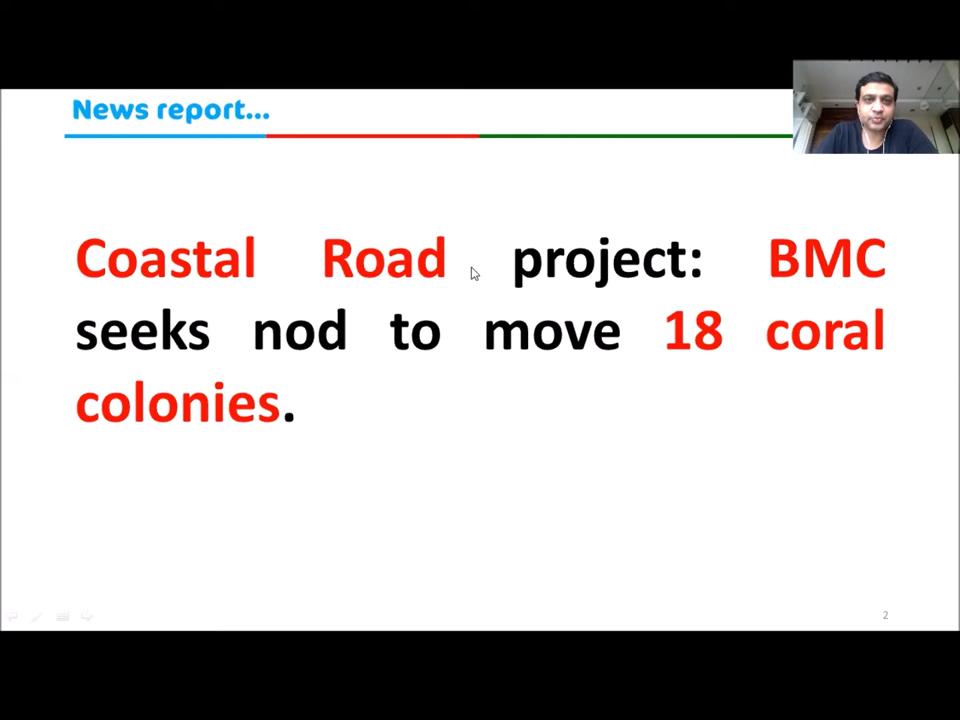 News report...
Coastal Road project: BMC
seeks nod to move 18 coral
colonies.
2